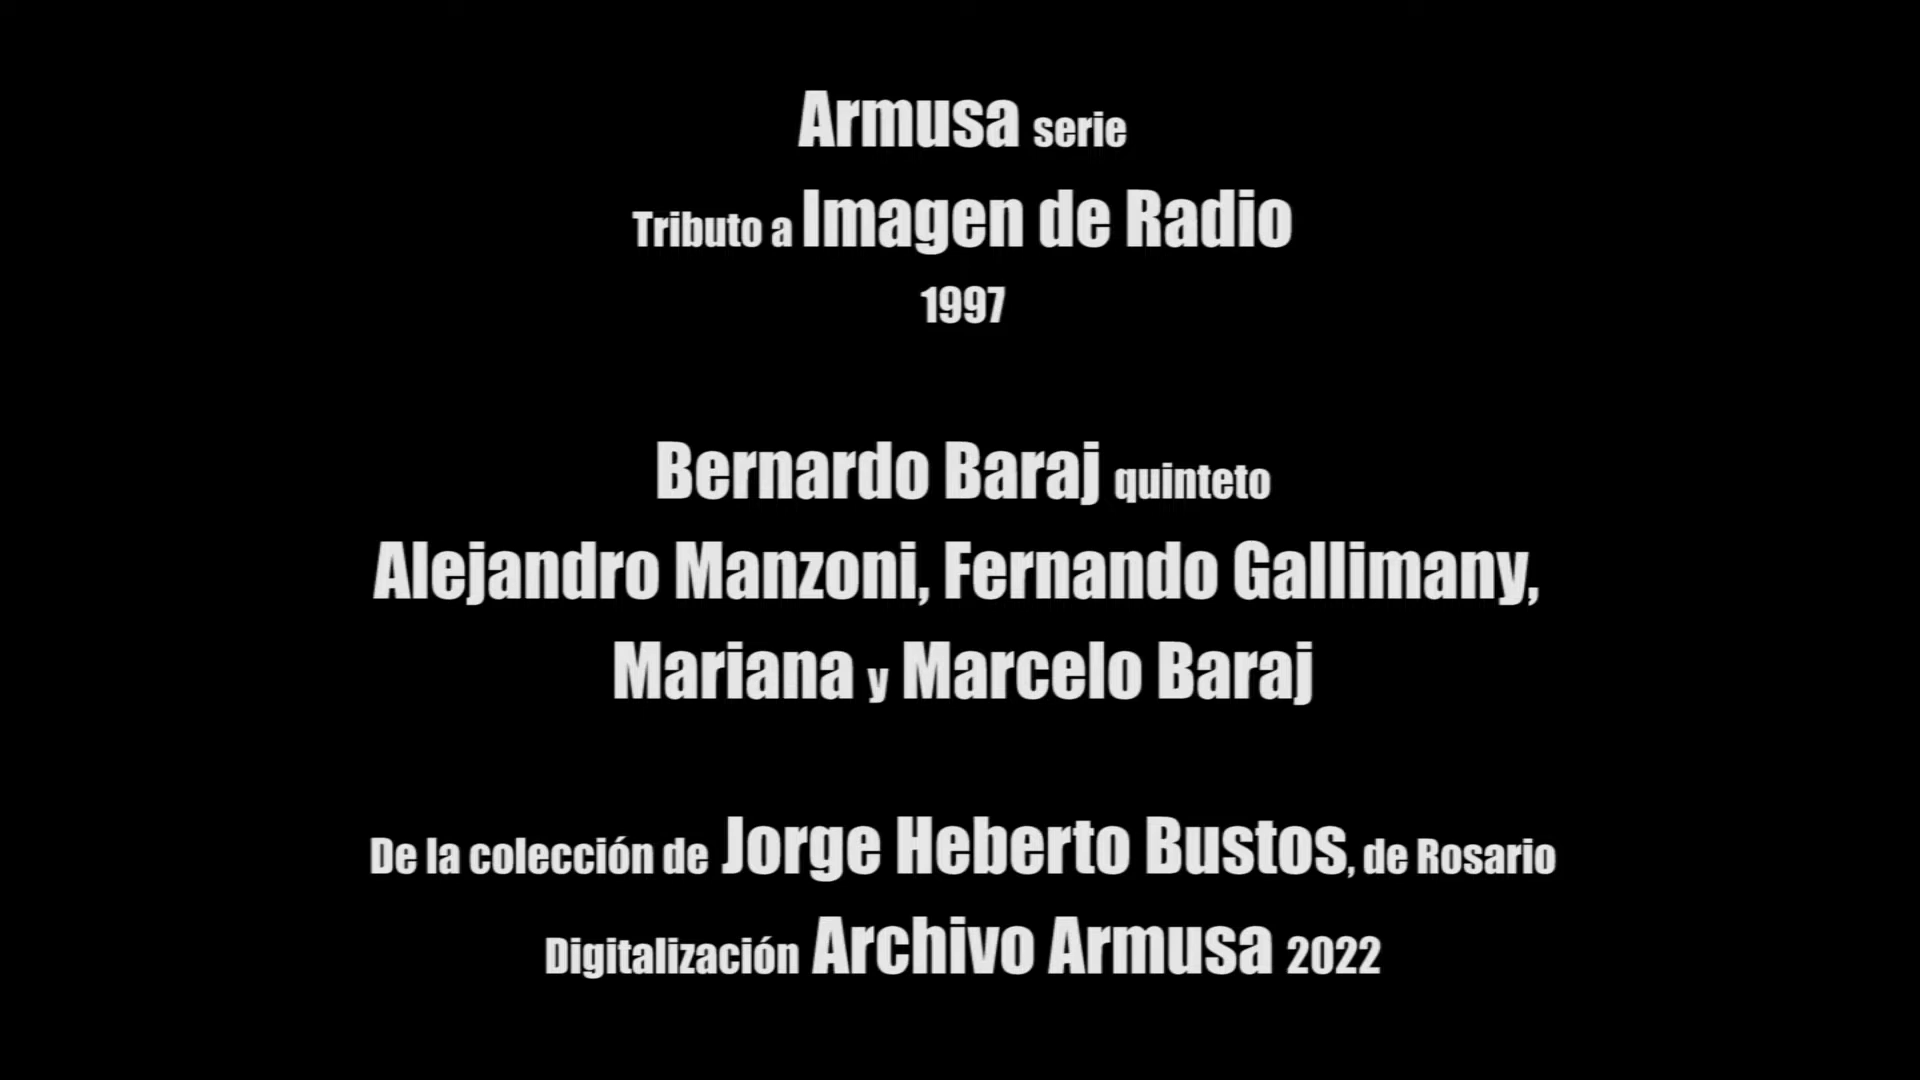 Armusa serie
Tributo a Imagen de Radio
1997
Bernardo Baraj quinteto
Alejandro Manzoni, Fernando Gallimany,
Mariana y Marcelo Baraj
De la colección de Jorge Heberto Bustos, de Rosario
Digitalización Archivo Armusa 2022